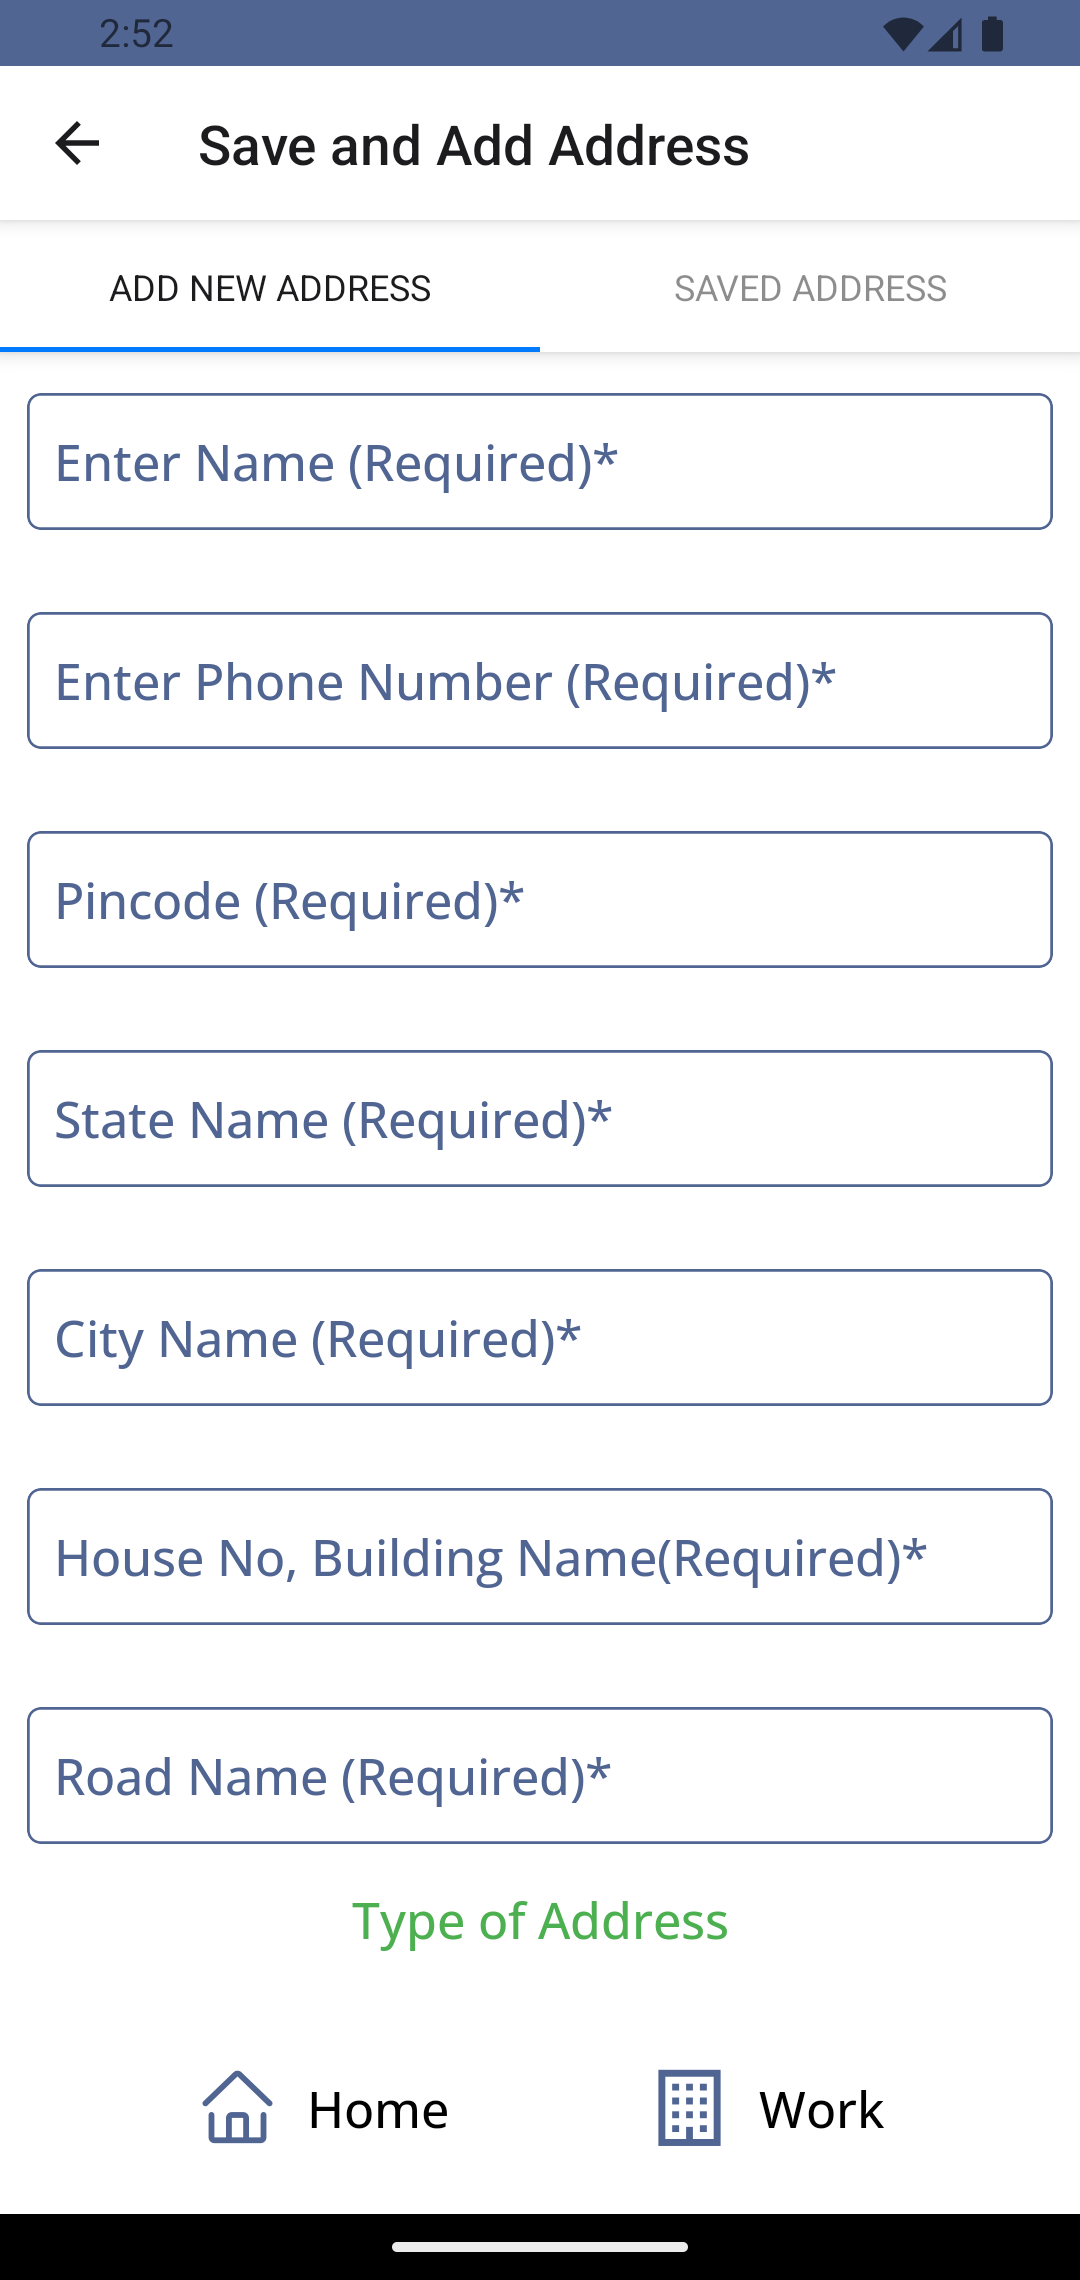 2:52
Save and Add Address
ADD NEW ADDRESS
SAVED ADDRESS
Enter Name (Required)*
Enter Phone Number (Required)*
Pincode (Required)*
State Name (Required)*
City Name (Required)*
House No, Building Name(Required)*
Road Name (Required)*
Type of Address
Home
Work